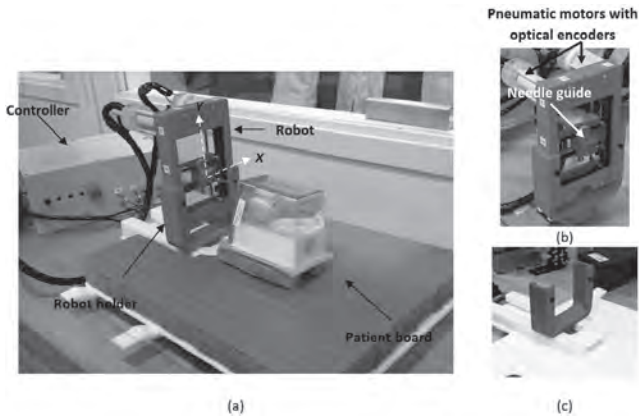 Controller
Y
Robot
X
Robot holder
Patient board
(a)
Pneumatic motors with
optical encoders
Needle guide
(b)
(c)